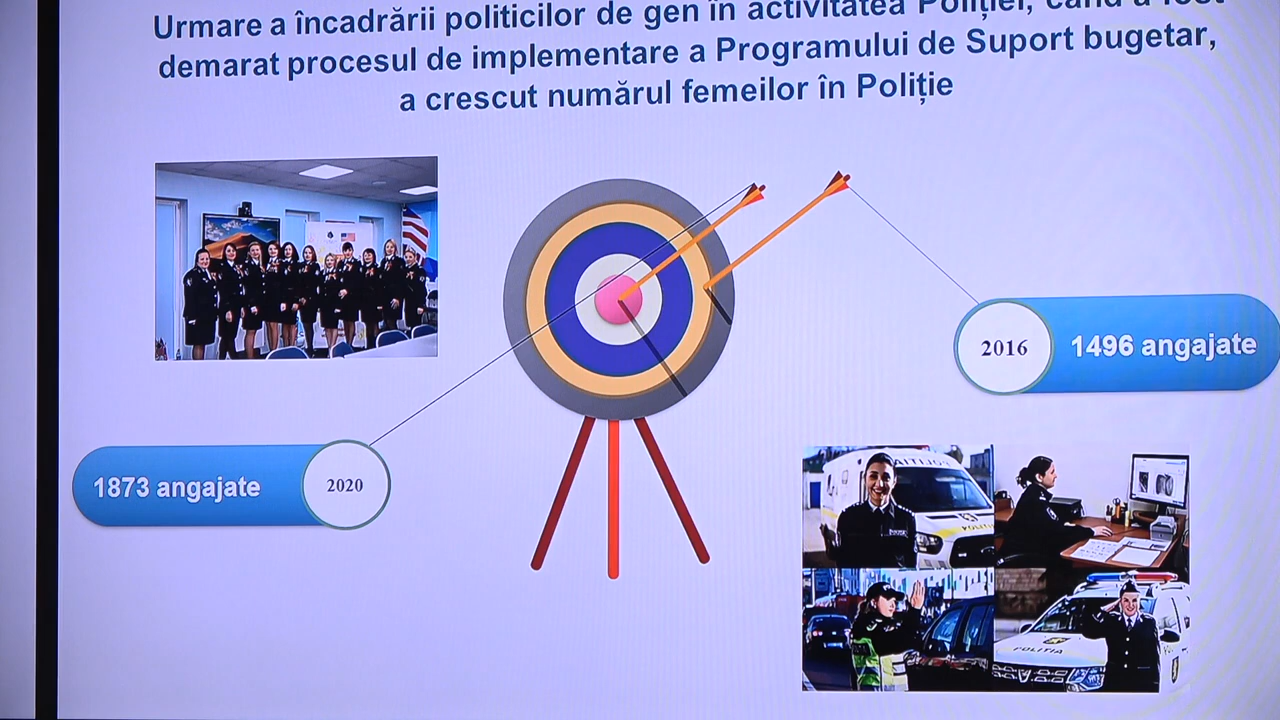 Urmare a încadrării politicilor de gen în activitatea Poliției, când a fost
demarat procesul de implementare a Programului de Suport bugetar,
a crescut numărul femeilor în Poliție
2016
1496 angajate
1873 angajate
2020
POLIȚIA